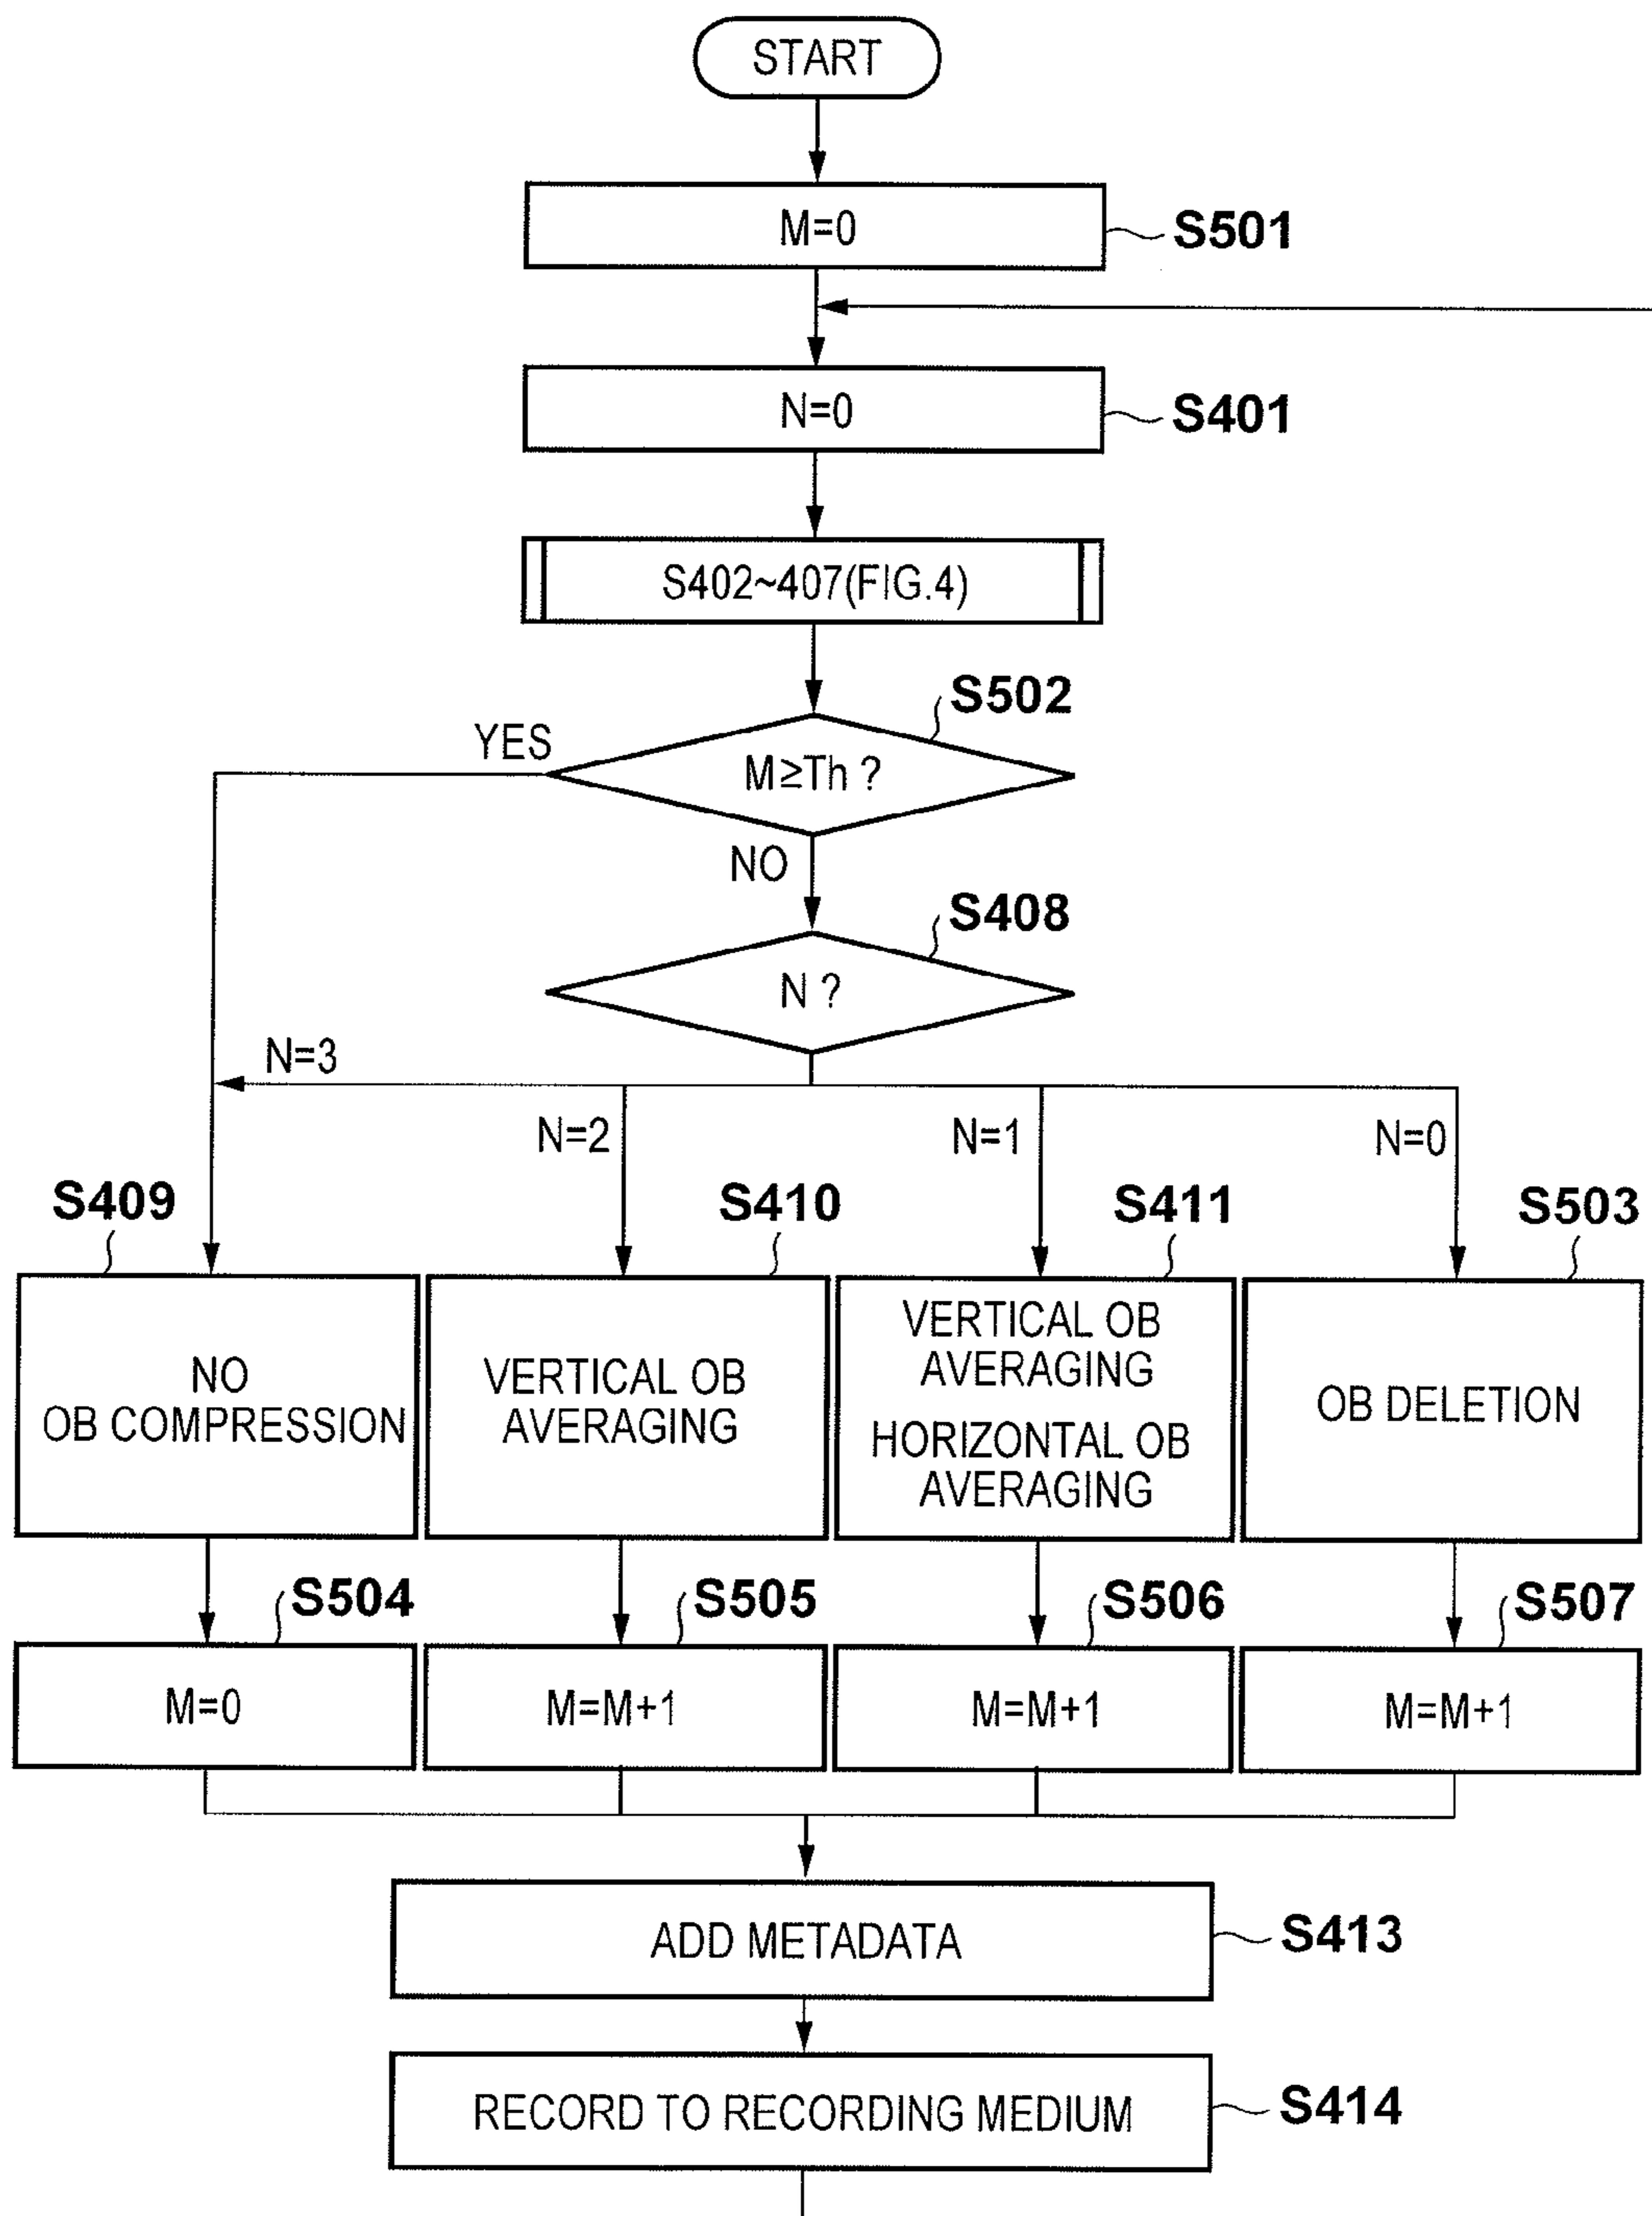 START
M=0
S501
N=0
S401
S402~407(FIG.4)
S502
YES
M≥Th ?
NO
S408
N ?
N=3
N=2
N=1
N=0
S409
S410
S411
S503
NO
OB COMPRESSION
VERTICAL OB
AVERAGING
VERTICAL OB
AVERAGING
HORIZONTAL OB
AVERAGING
OB DELETION
S504
S505
S506
S507
M=0
M=M+1
M=M+1
M=M+1
ADD METADATA
S413
RECORD TO RECORDING MEDIUM
S414